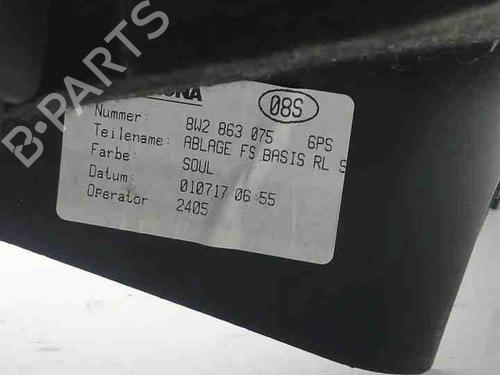 B-PARTS
08S
Nummer: 8W2 863 075 6PS
Teilename: ABLAGE FS BASIS RL S
Farbe: SOUL
Datum: 010717 06:55
Operator 2405